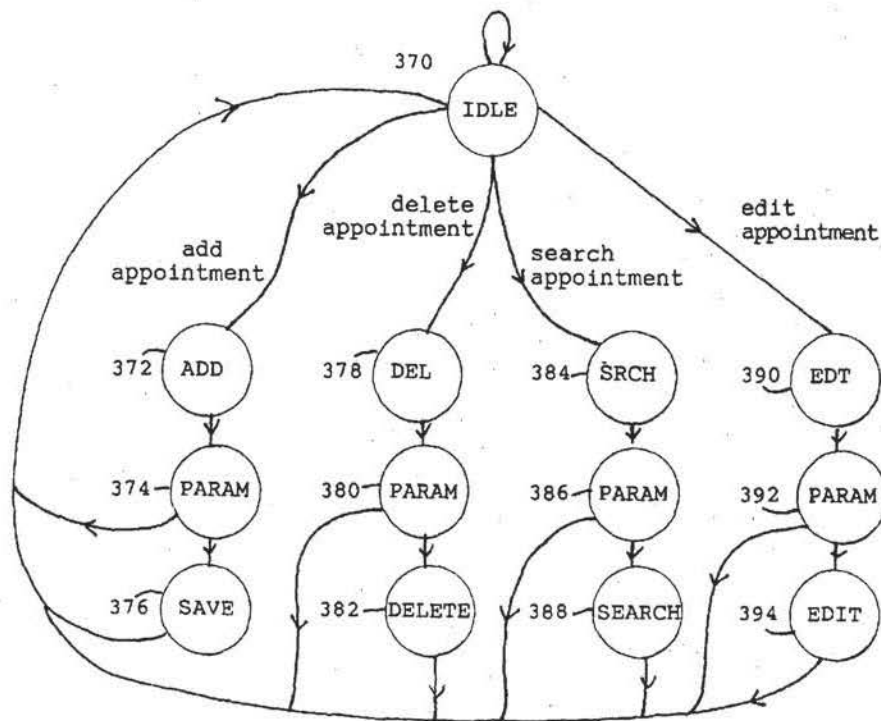 370
IDLE
add
appointment
delete
appointment
search
appointment
edit
appointment
372 ADD
378 DEL
384 SRCH
390 EDT
374 PARAM
380 PARAM
386 PARAM
392 PARAM
376 SAVE
382 DELETE
388 SEARCH
394 EDIT